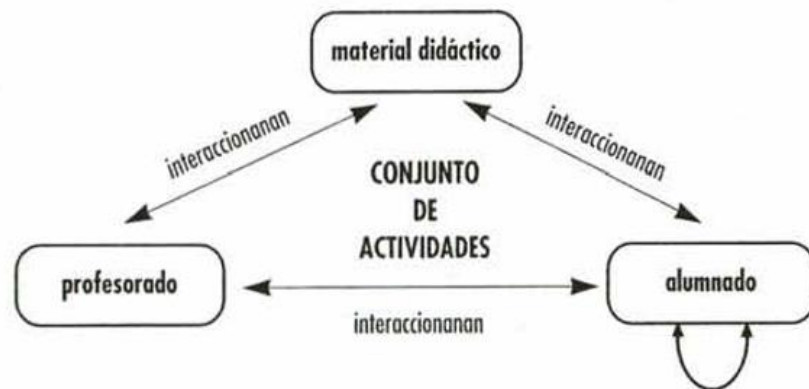 material didáctico
interaccionanan
interaccionanan
CONJUNTO
DE
ACTIVIDADES
profesorado
alumnado
interaccionanan